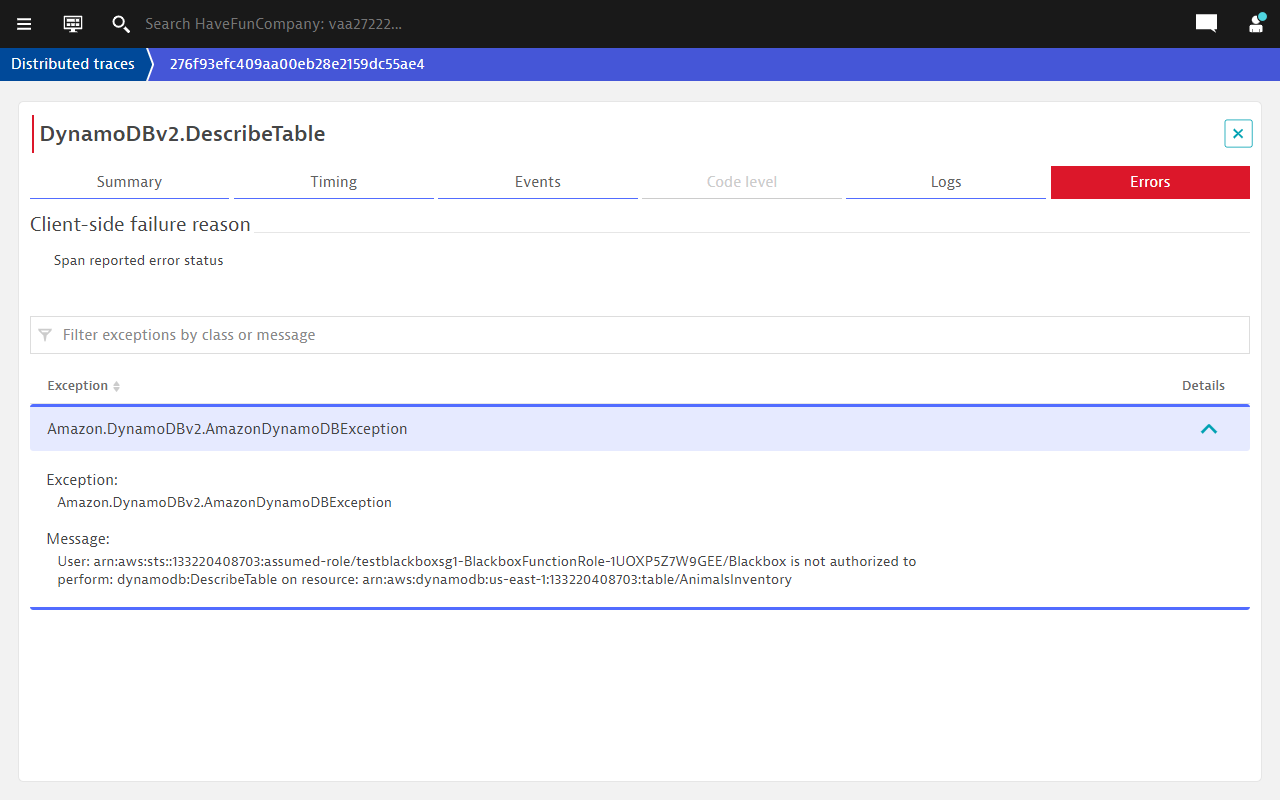 Search HaveFunCompany: vaa27222...
Distributed traces
276f93efc409aa00eb28e2159dc55ae4
DynamoDBv2.DescribeTable
Summary
Timing
Events
Code level
Logs
Errors
Client-side failure reason
Span reported error status
Filter exceptions by class or message
Exception
Details
Amazon.DynamoDBv2.AmazonDynamoDBException
Exception:
Amazon.DynamoDBv2.AmazonDynamoDBException
Message:
User: arn:aws:sts::133220408703:assumed-role/testblackboxsg1-BlackboxFunctionRole-1UOXP5Z7W9GEE/Blackbox is not authorized to
perform: dynamodb:DescribeTable on resource: arn:aws:dynamodb:us-east-1:133220408703:table/AnimalsInventory